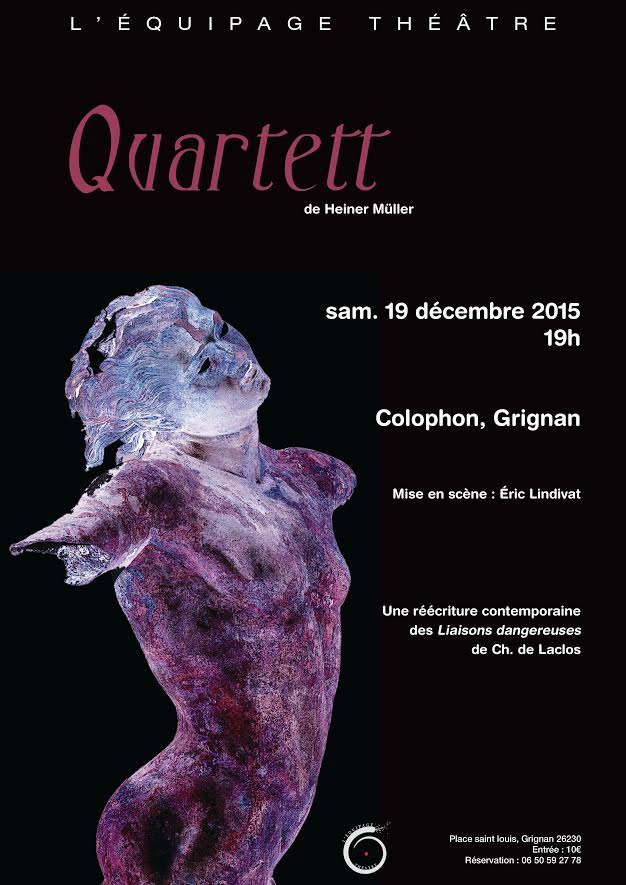 L'ÉQUIPAGE THÉÂTRE
Quartett
de Heiner Müller
sam. 19 décembre 2015
19h
Colophon, Grignan
Mise en scène : Éric Lindivat
Une réécriture contemporaine
des Liaisons dangereuses
de Ch. de Laclos
L'ÉQUIPAGE
THÉÂTRE
Place saint louis, Grignan 26230
Entrée : 10€
Réservation : 06 50 59 27 78